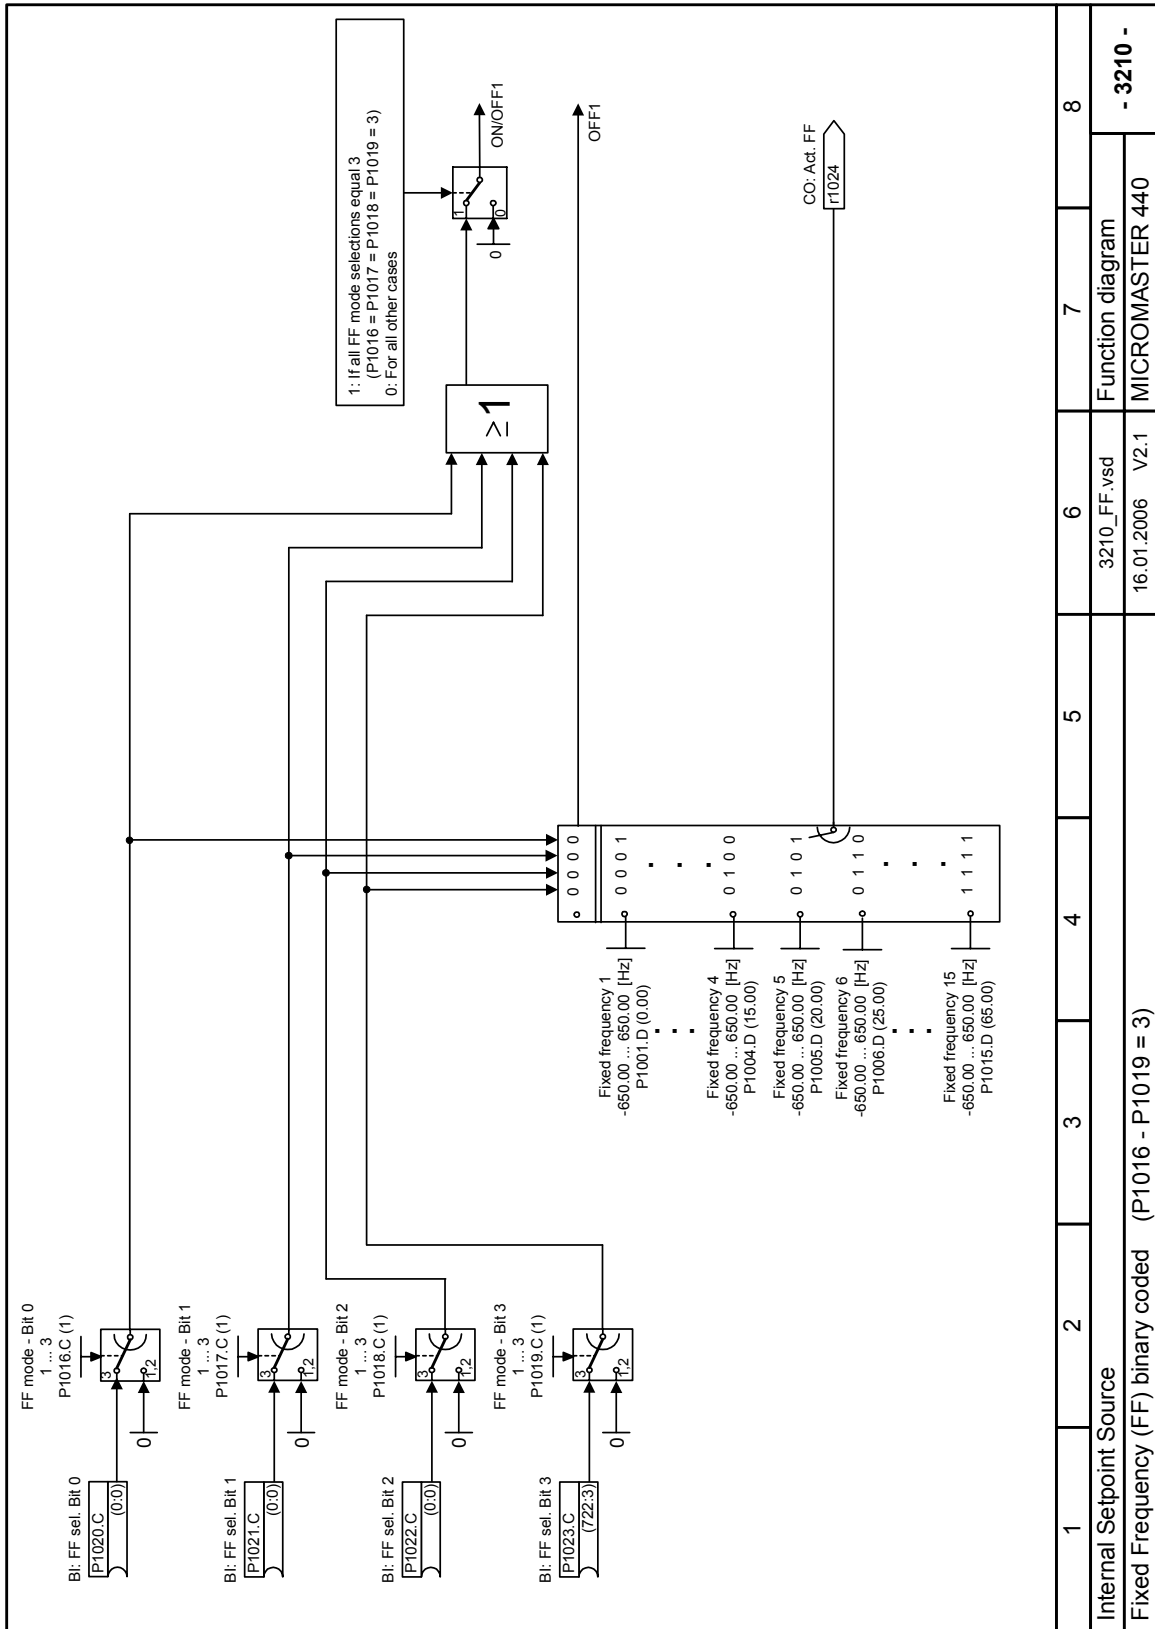 FF mode - Bit 0
1 ... 3
P1016.C (1)
BI: FF sel. Bit 0
P1020.C
(0:0)
3
1,2
0
FF mode - Bit 1
1 ... 3
P1017.C (1)
BI: FF sel. Bit 1
P1021.C
(0:0)
3
1,2
0
FF mode - Bit 2
1 ... 3
P1018.C (1)
BI: FF sel. Bit 2
P1022.C
(0:0)
3
1,2
0
FF mode - Bit 3
1 ... 3
P1019.C (1)
BI: FF sel. Bit 3
P1023.C
(722:3)
3
1,2
0
1: If all FF mode selections equal 3
(P1016 = P1017 = P1018 = P1019 = 3)
0: For all other cases
≥1
1
0
0
ON/OFF1
OFF1
0 0 0 0
Fixed frequency 1
-650.00 ... 650.00 [Hz]
P1001.D (0.00)
0 0 0 1
. . .
. . .
Fixed frequency 4
-650.00 ... 650.00 [Hz]
P1004.D (15.00)
0 1 0 0
Fixed frequency 5
-650.00 ... 650.00 [Hz]
P1005.D (20.00)
0 1 0 1
Fixed frequency 6
-650.00 ... 650.00 [Hz]
P1006.D (25.00)
0 1 1 0
. . .
. . .
Fixed frequency 15
-650.00 ... 650.00 [Hz]
P1015.D (65.00)
1 1 1 1
CO: Act. FF
r1024
1 2 3 4 5 6 7 8
Internal Setpoint Source
3210_FF.vsd
Function diagram
- 3210 -
Fixed Frequency (FF) binary coded (P1016 - P1019 = 3)
16.01.2006 V2.1
MICROMASTER 440